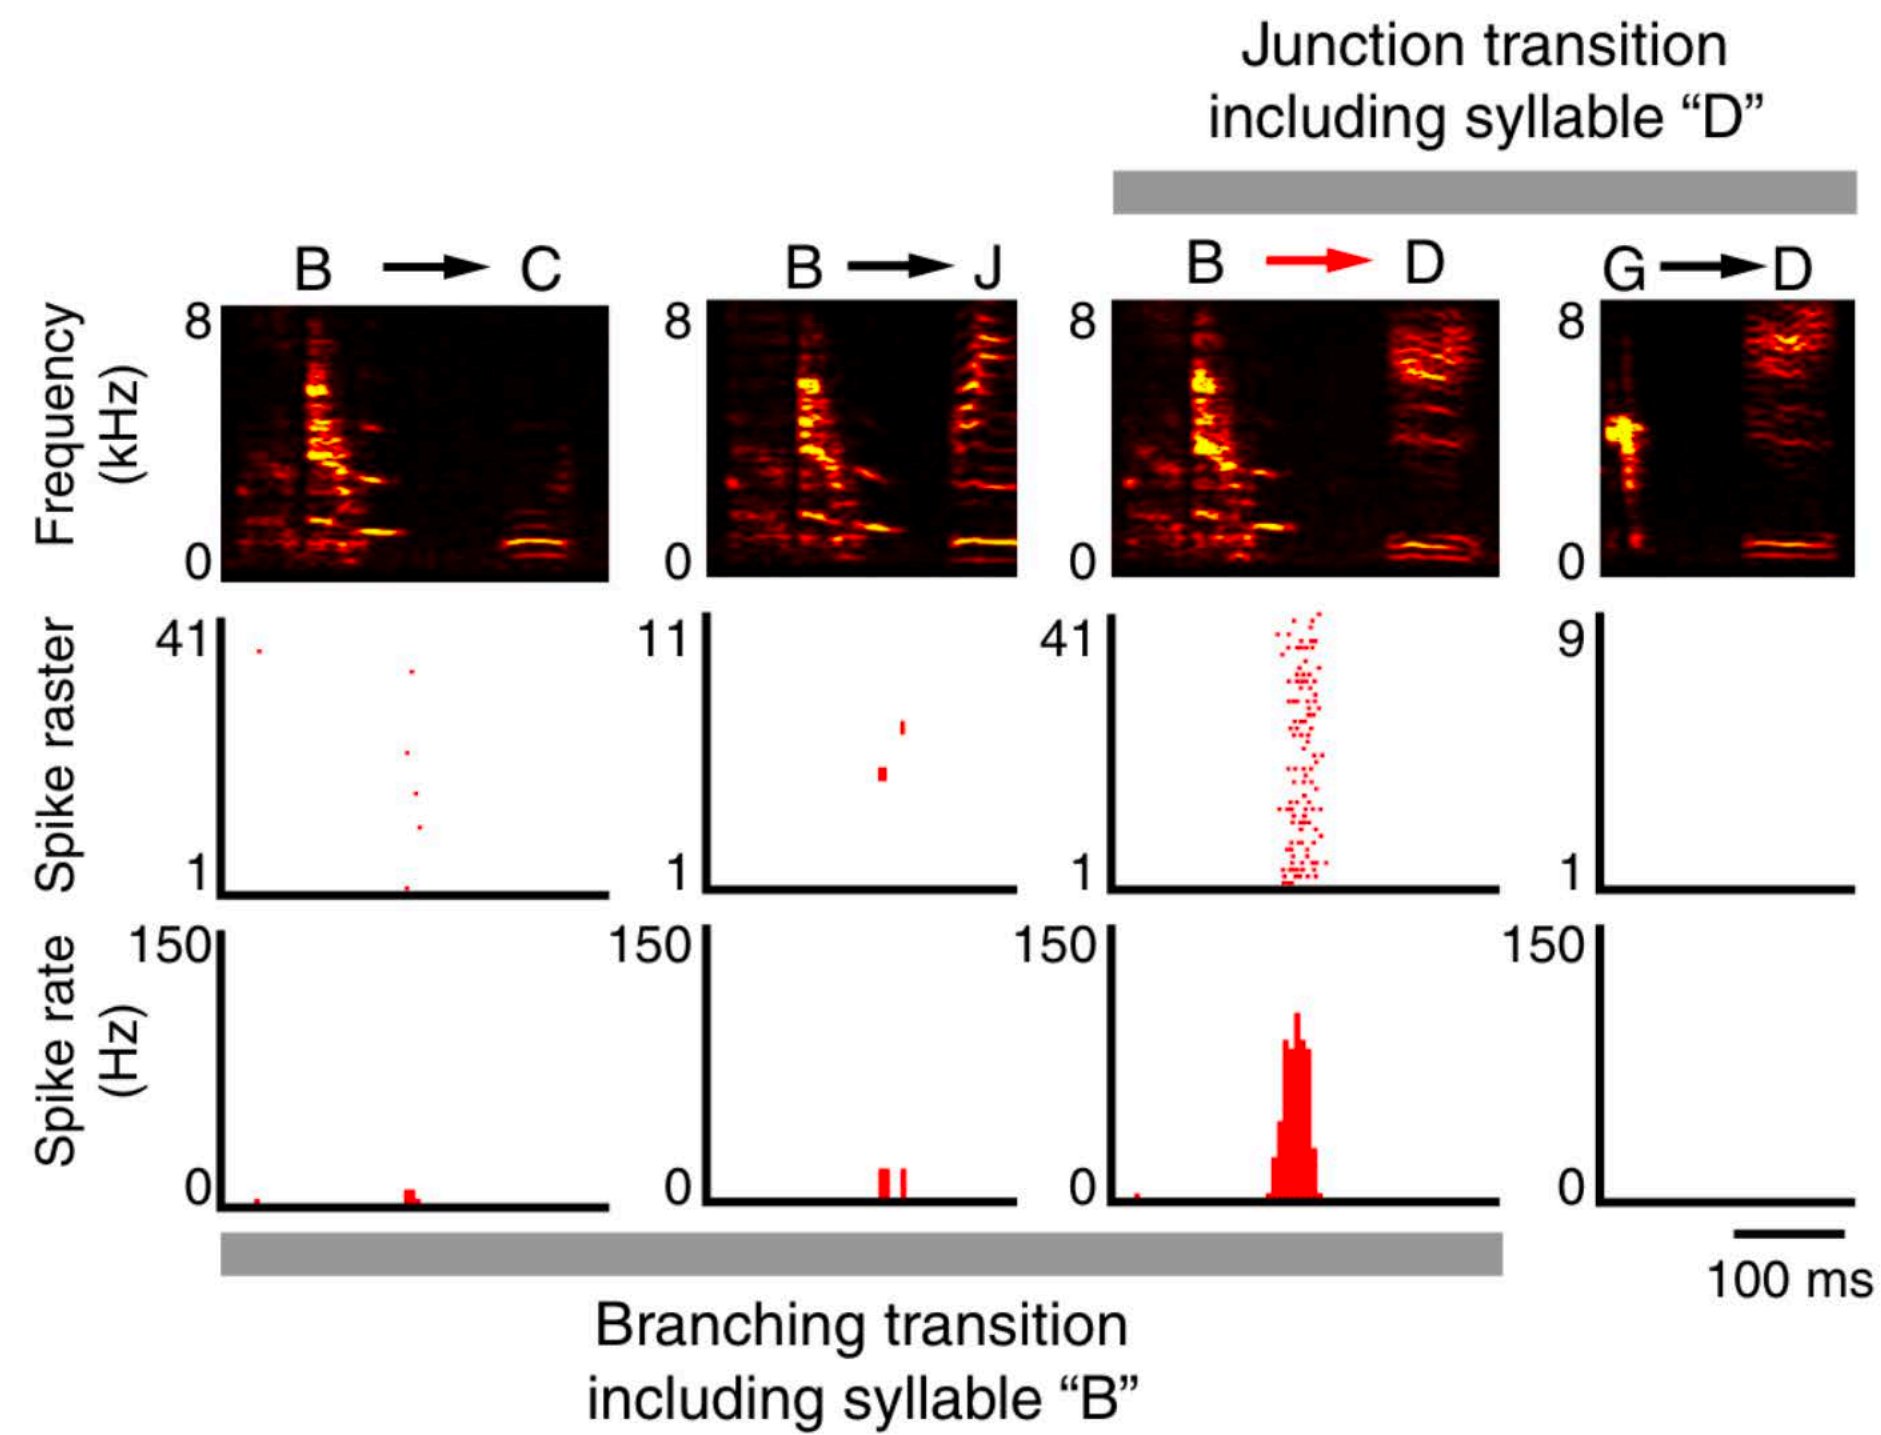 Junction transition
including syllable “D”
B C
B J
B D
G D
Frequency
(kHz)
8
0
8
0
8
0
8
0
Spike raster
41
1
11
1
41
1
9
1
Spike rate
(Hz)
150
0
150
0
150
0
150
0
100 ms
Branching transition
including syllable “B”